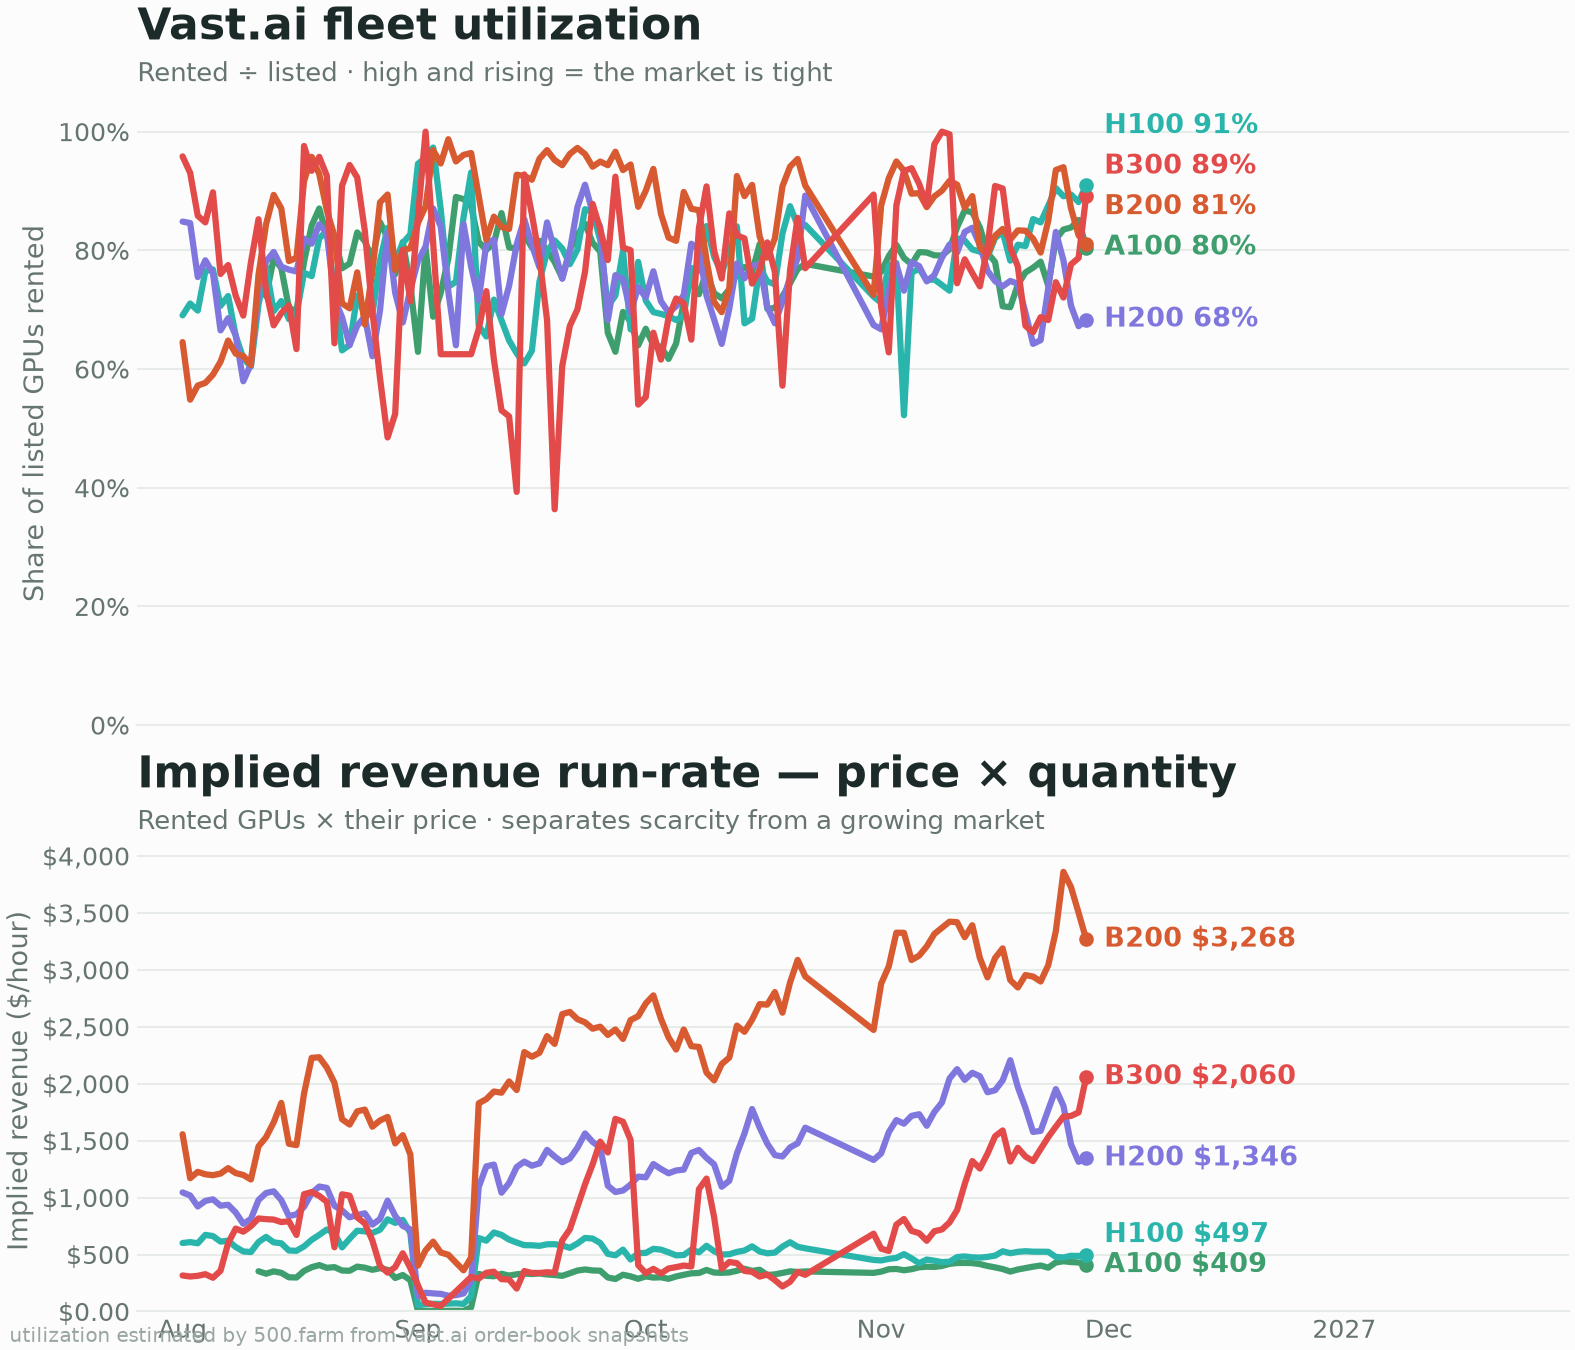 Vast.ai fleet utilization
Rented ÷ listed · high and rising = the market is tight
Share of listed GPUs rented
100%
80%
60%
40%
20%
0%
H100 91%
B300 89%
B200 81%
A100 80%
H200 68%
Implied revenue run-rate — price × quantity
Rented GPUs × their price · separates scarcity from a growing market
Implied revenue ($/hour)
$4,000
$3,500
$3,000
$2,500
$2,000
$1,500
$1,000
$500
$0.00
B200 $3,268
B300 $2,060
H200 $1,346
H100 $497
A100 $409
Aug Sep Oct Nov Dec 2027
utilization estimated by 500.farm from Vast.ai order-book snapshots